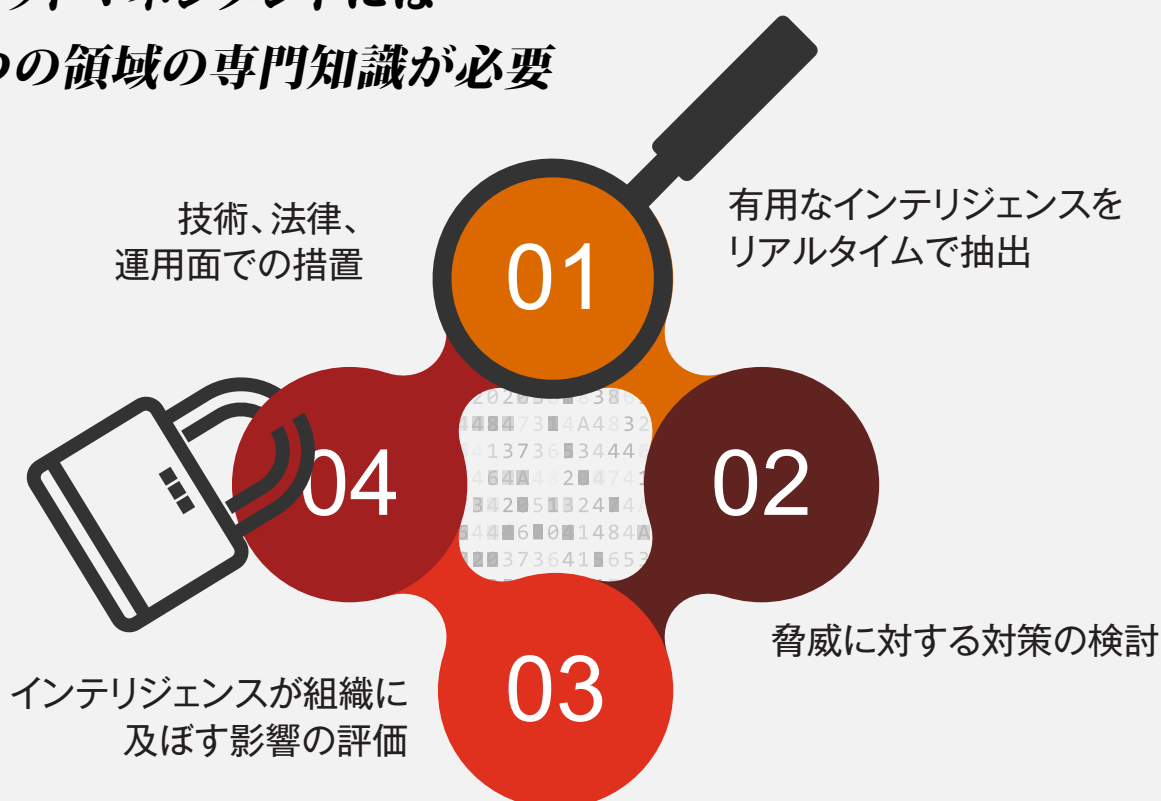 の領域の専門知識が必要
01
有用なインテリジェンスを
リアルタイムで抽出
02
脅威に対する対策の検討
03
インテリジェンスが組織に
及ぼす影響の評価
04
技術、法律、
運用面での措置